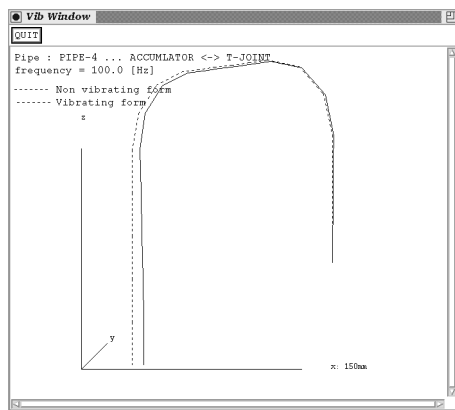 Vib Window
QUIT
Pipe : PIPE-4 ... ACCUMLATOR <-> T-JOINT
frequency = 100.0 [Hz]
------- Non vibrating form
------- Vibrating form
z
y
x: 150mm